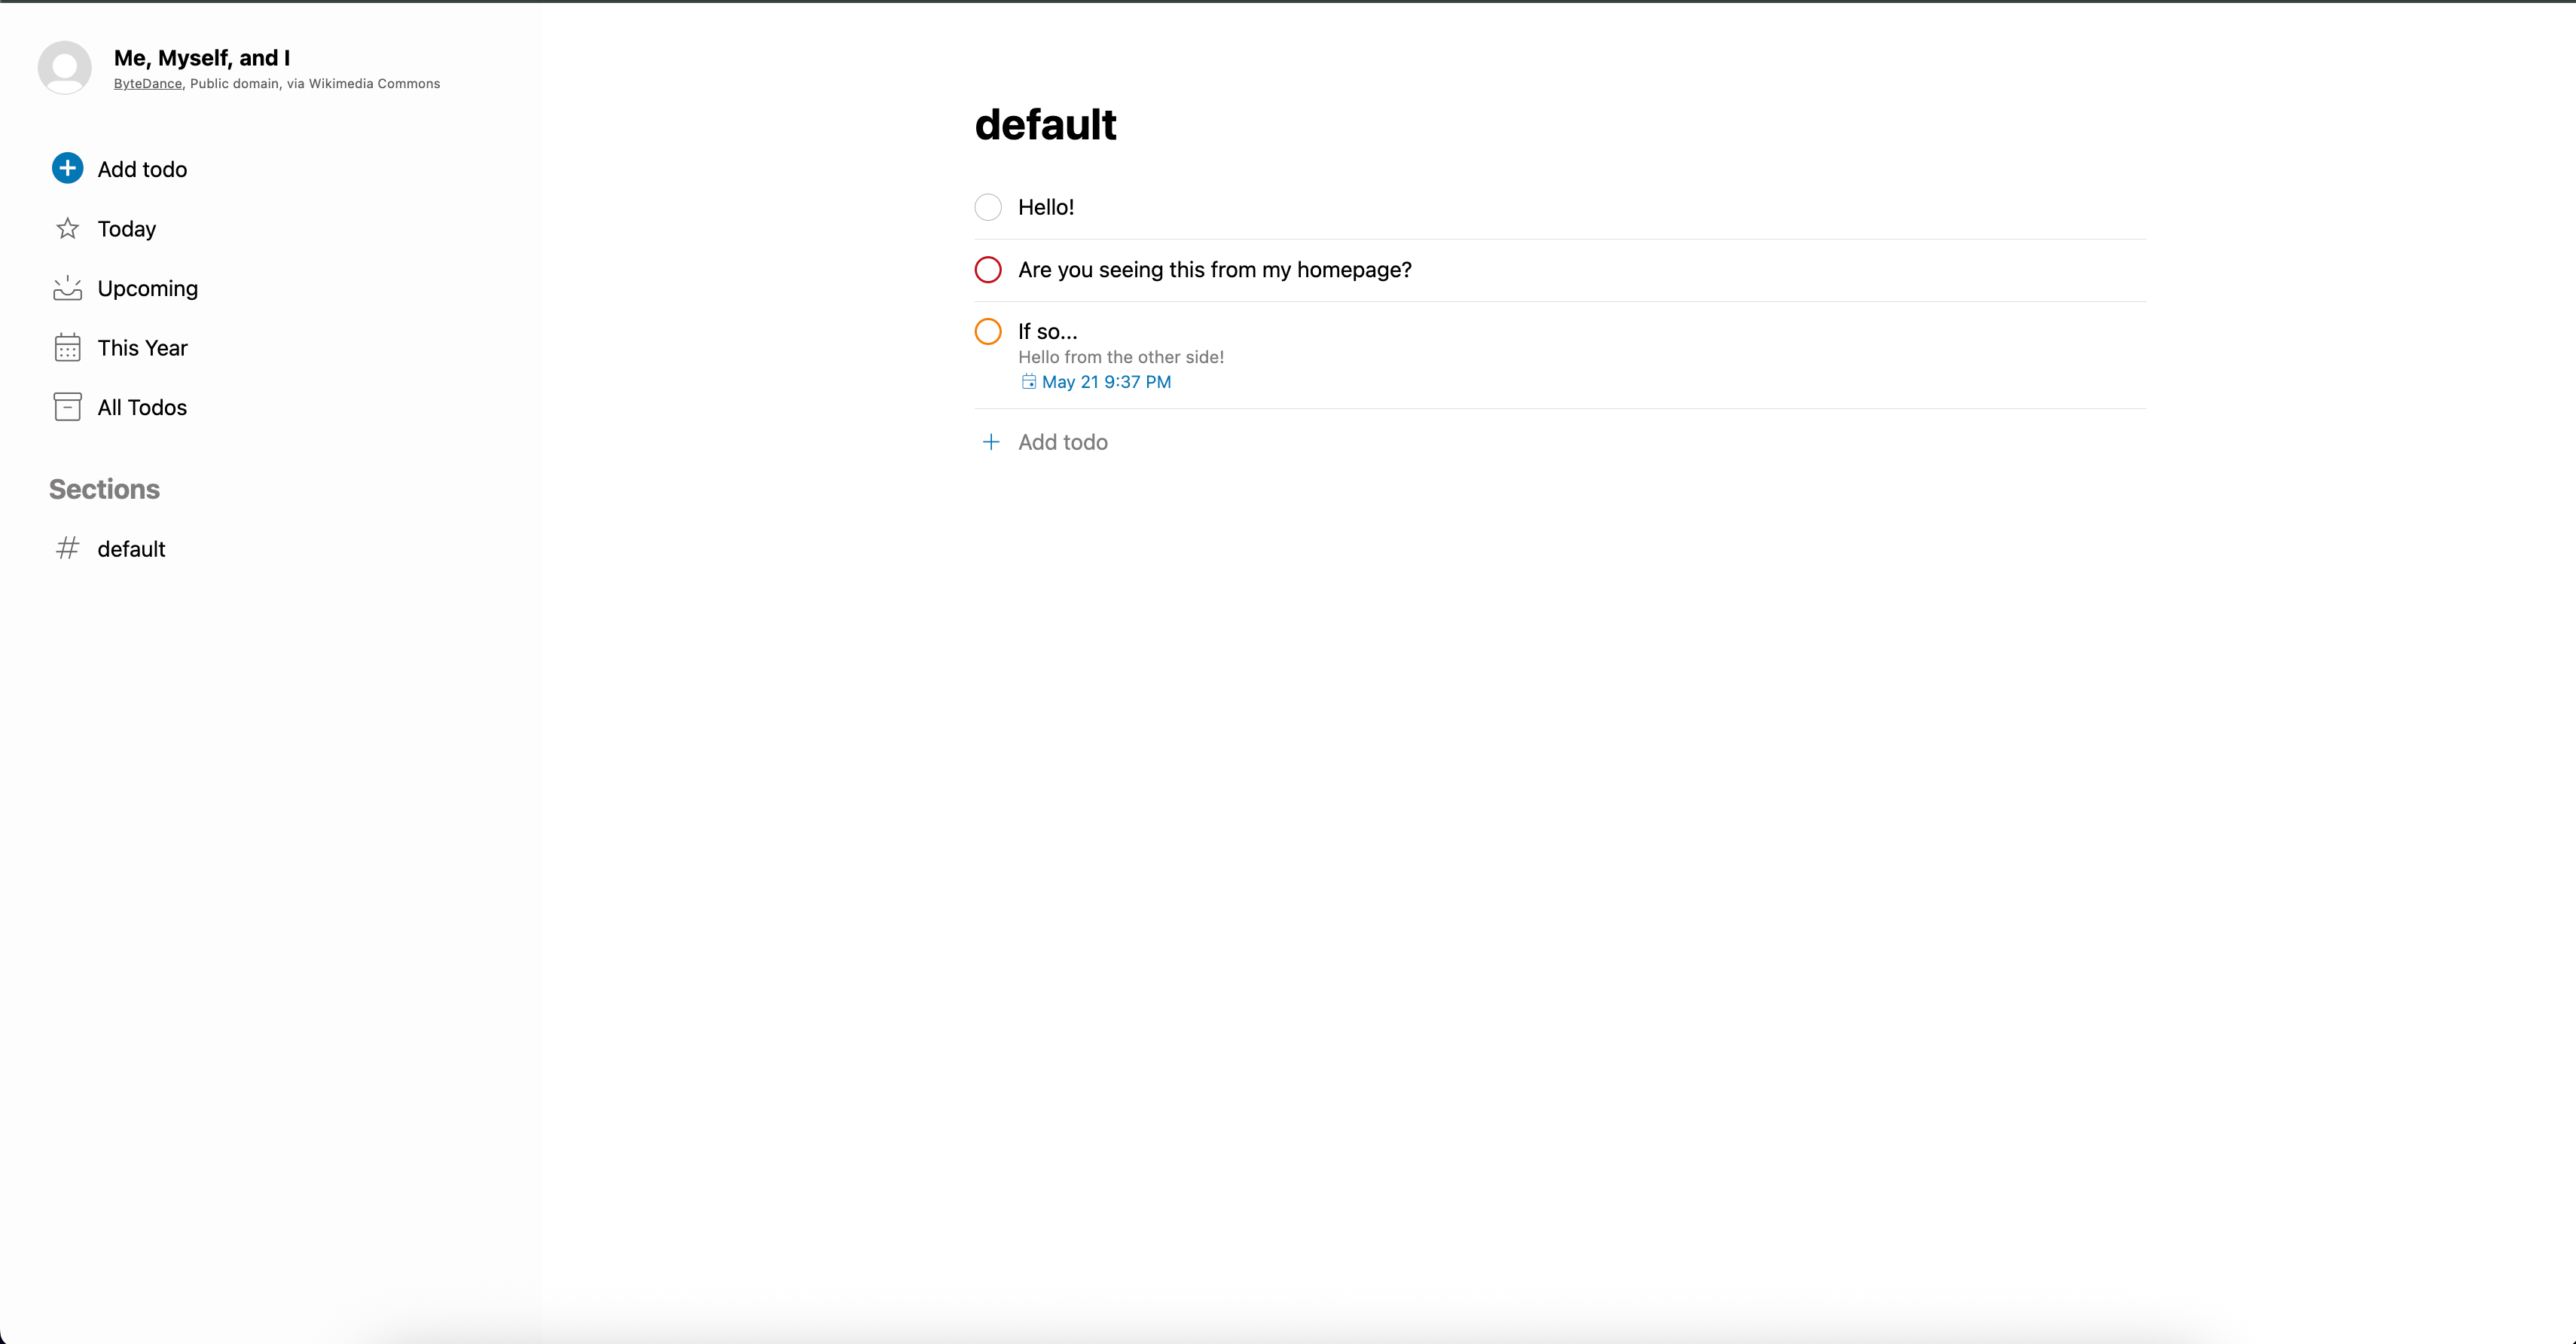 Me, Myself, and I
ByteDance, Public domain, via Wikimedia Commons
Add todo
Today
Upcoming
This Year
All Todos
Sections
default
default
Hello!
Are you seeing this from my homepage?
If so...
Hello from the other side!
May 21 9:37 PM
Add todo